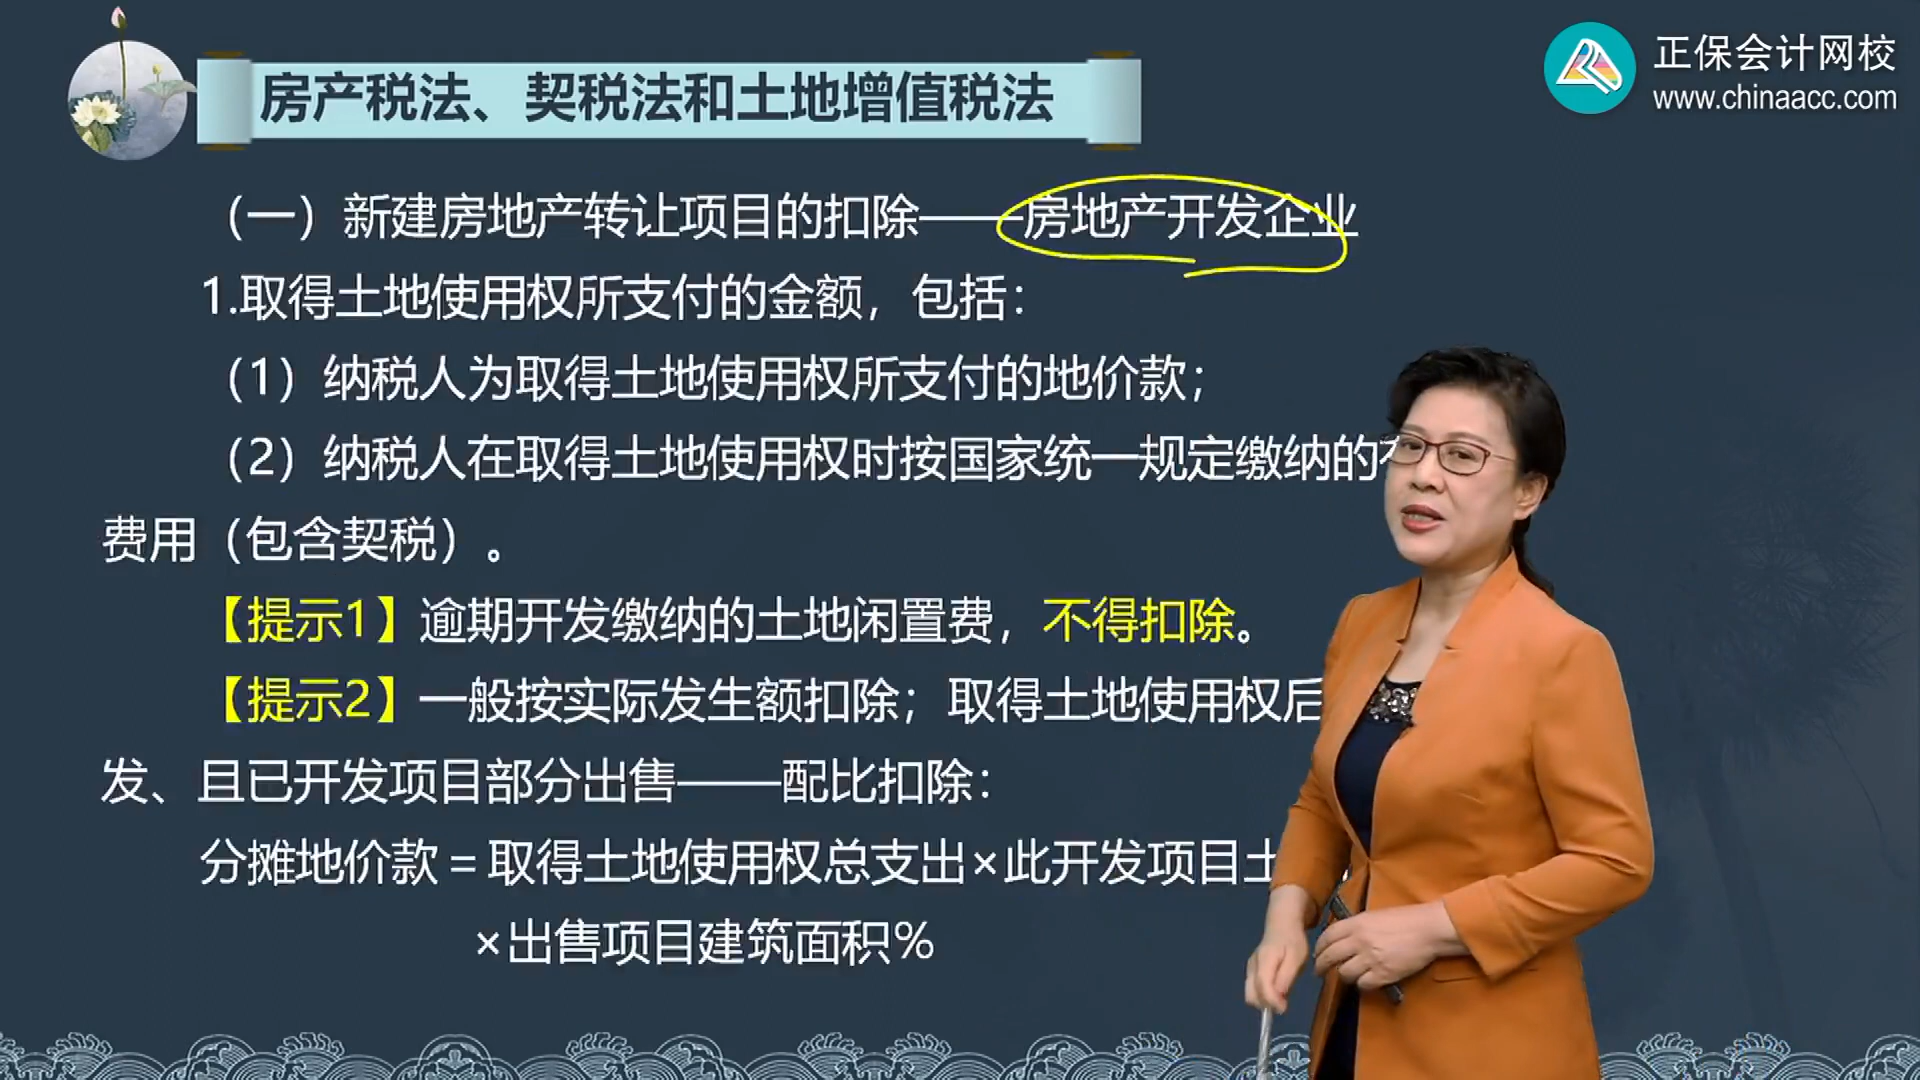 房产税法、契税法和土地增值税法
正保会计网校
www.chinaacc.com
（一）新建房地产转让项目的扣除——房地产开发企业
1.取得土地使用权所支付的金额，包括：
（1）纳税人为取得土地使用权所支付的地价款；
（2）纳税人在取得土地使用权时按国家统一规定缴纳的
费用（包含契税）。
【提示1】逾期开发缴纳的土地闲置费，不得扣除。
【提示2】一般按实际发生额扣除；取得土地使用权后
发、且已开发项目部分出售——配比扣除：
分摊地价款＝取得土地使用权总支出×此开发项目土
×出售项目建筑面积%